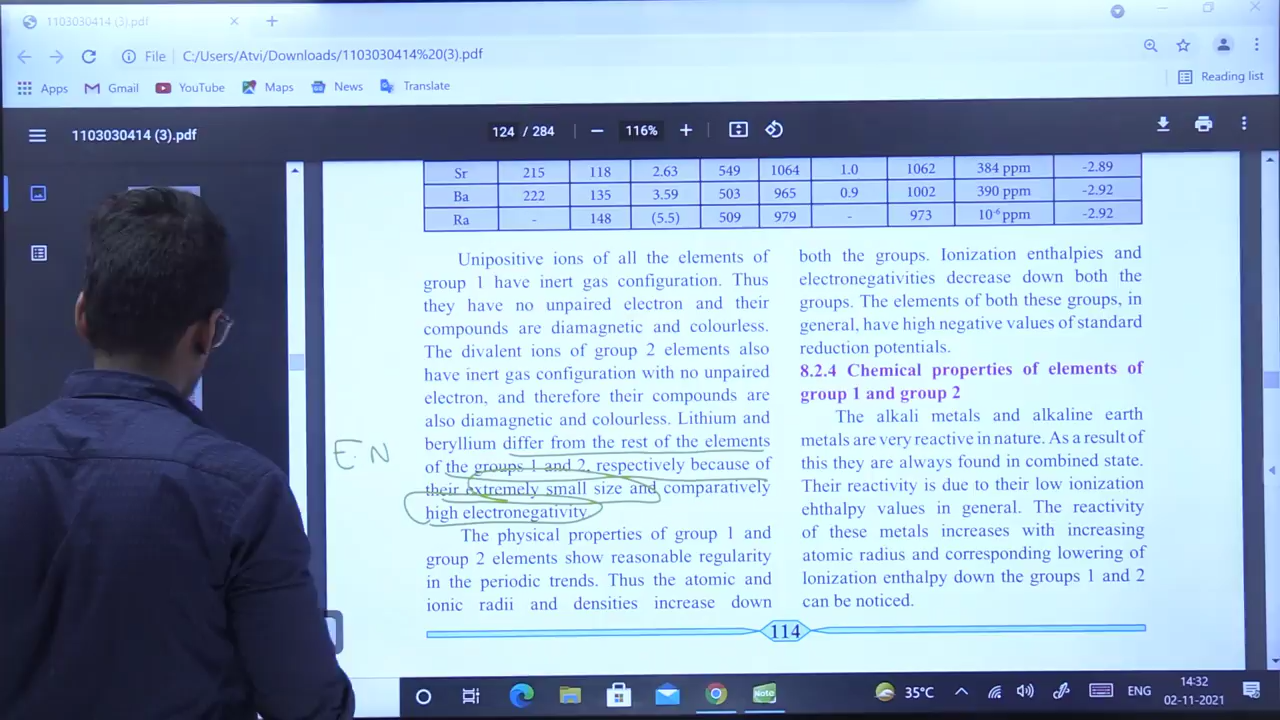 1103030414 (3).pdf
File C:/Users/Atvi/Downloads/1103030414%20(3).pdf
Apps Gmail YouTube Maps News Translate Reading list
1103030414 (3).pdf 124 / 284 116%
Sr 215 118 2.63 549 1064 1.0 1062 384 ppm -2.89
Ba 222 135 3.59 503 965 0.9 1002 390 ppm -2.92
Ra - 148 (5.5) 509 979 - 973 10⁻⁶ ppm -2.92
Unipositive ions of all the elements of
group 1 have inert gas configuration. Thus
they have no unpaired electron and their
compounds are diamagnetic and colourless.
The divalent ions of group 2 elements also
have inert gas configuration with no unpaired
electron, and therefore their compounds are
also diamagnetic and colourless. Lithium and
beryllium differ from the rest of the elements
of the groups 1 and 2, respectively because of
their extremely small size and comparatively
high electronegativity
The physical properties of group 1 and
group 2 elements show reasonable regularity
in the periodic trends. Thus the atomic and
ionic radii and densities increase down
E.N
both the groups. Ionization enthalpies and
electronegativities decrease down both the
groups. The elements of both these groups, in
general, have high negative values of standard
reduction potentials.
8.2.4 Chemical properties of elements of
group 1 and group 2
The alkali metals and alkaline earth
metals are very reactive in nature. As a result of
this they are always found in combined state.
Their reactivity is due to their low ionization
ehthalpy values in general. The reactivity
of these metals increases with increasing
atomic radius and corresponding lowering of
Ionization enthalpy down the groups 1 and 2
can be noticed.
114
Note
35°C ENG 14:32
02-11-2021